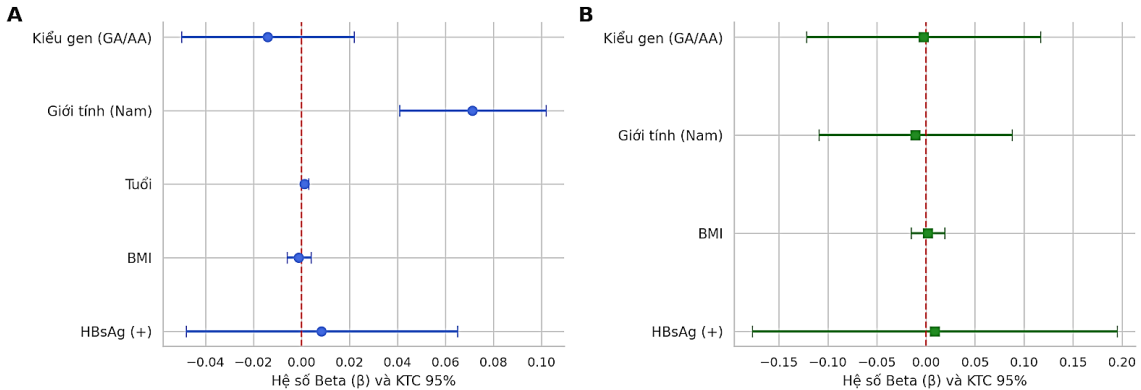 A
Kiểu gen (GA/AA)
Giới tính (Nam)
Tuổi
BMI
HBsAg (+)
−0.04 −0.02 0.00 0.02 0.04 0.06 0.08 0.10
Hệ số Beta (β) và KTC 95%
B
Kiểu gen (GA/AA)
Giới tính (Nam)
BMI
HBsAg (+)
−0.15 −0.10 −0.05 0.00 0.05 0.10 0.15 0.20
Hệ số Beta (β) và KTC 95%